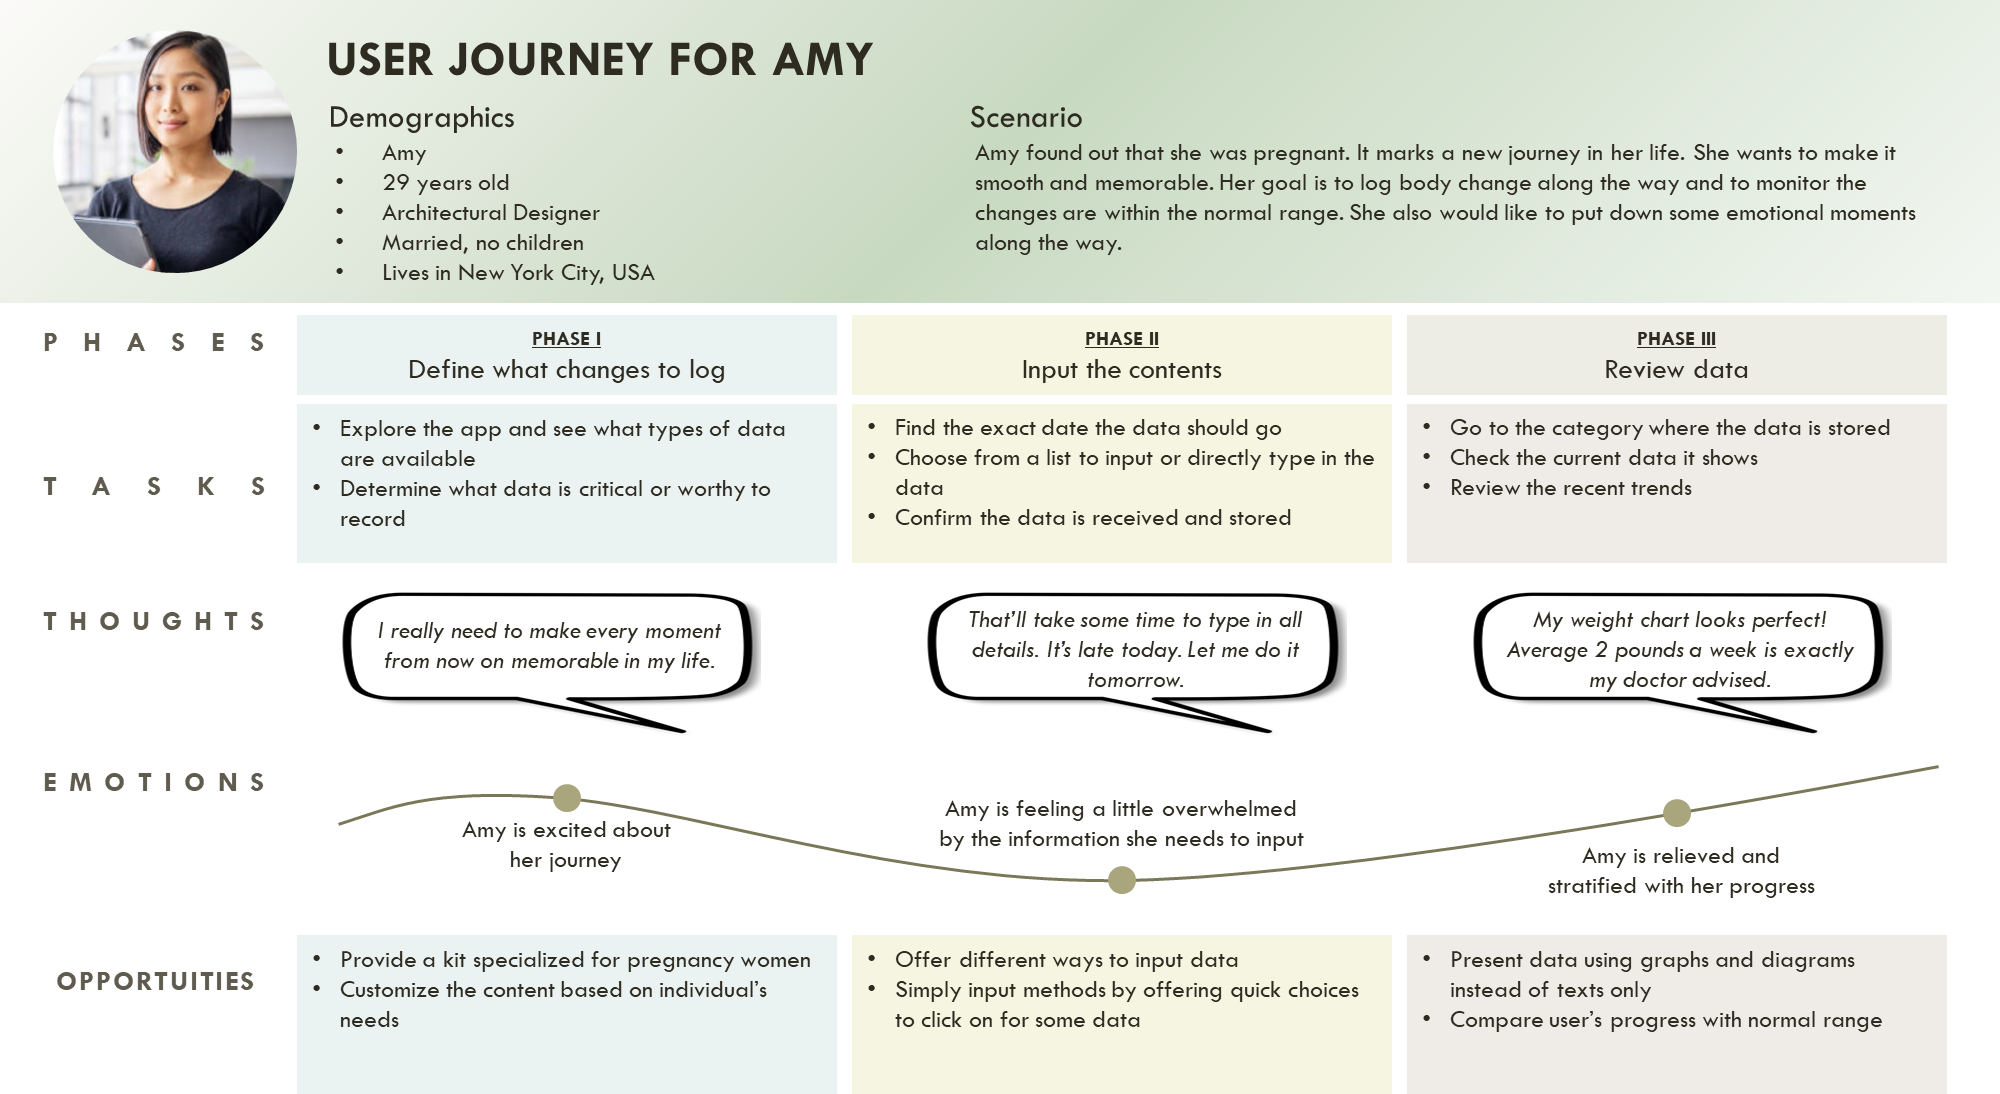 USER JOURNEY FOR AMY
Demographics
• Amy
• 29 years old
• Architectural Designer
• Married, no children
• Lives in New York City, USA
Scenario
Amy found out that she was pregnant. It marks a new journey in her life. She wants to make it
smooth and memorable. Her goal is to log body change along the way and to monitor the
changes are within the normal range. She also would like to put down some emotional moments
along the way.
PHASES
PHASE I
Define what changes to log
PHASE II
Input the contents
PHASE III
Review data
TASKS
• Explore the app and see what types of data
are available
• Determine what data is critical or worthy to
record
• Find the exact date the data should go
• Choose from a list to input or directly type in the
data
• Confirm the data is received and stored
• Go to the category where the data is stored
• Check the current data it shows
• Review the recent trends
THOUGHTS
I really need to make every moment
from now on memorable in my life.
That'll take some time to type in all
details. It's late today. Let me do it
tomorrow.
My weight chart looks perfect!
Average 2 pounds a week is exactly
my doctor advised.
EMOTIONS
Amy is excited about
her journey
Amy is feeling a little overwhelmed
by the information she needs to input
Amy is relieved and
stratified with her progress
OPPORTUITIES
• Provide a kit specialized for pregnancy women
• Customize the content based on individual's
needs
• Offer different ways to input data
• Simply input methods by offering quick choices
to click on for some data
• Present data using graphs and diagrams
instead of texts only
• Compare user's progress with normal range